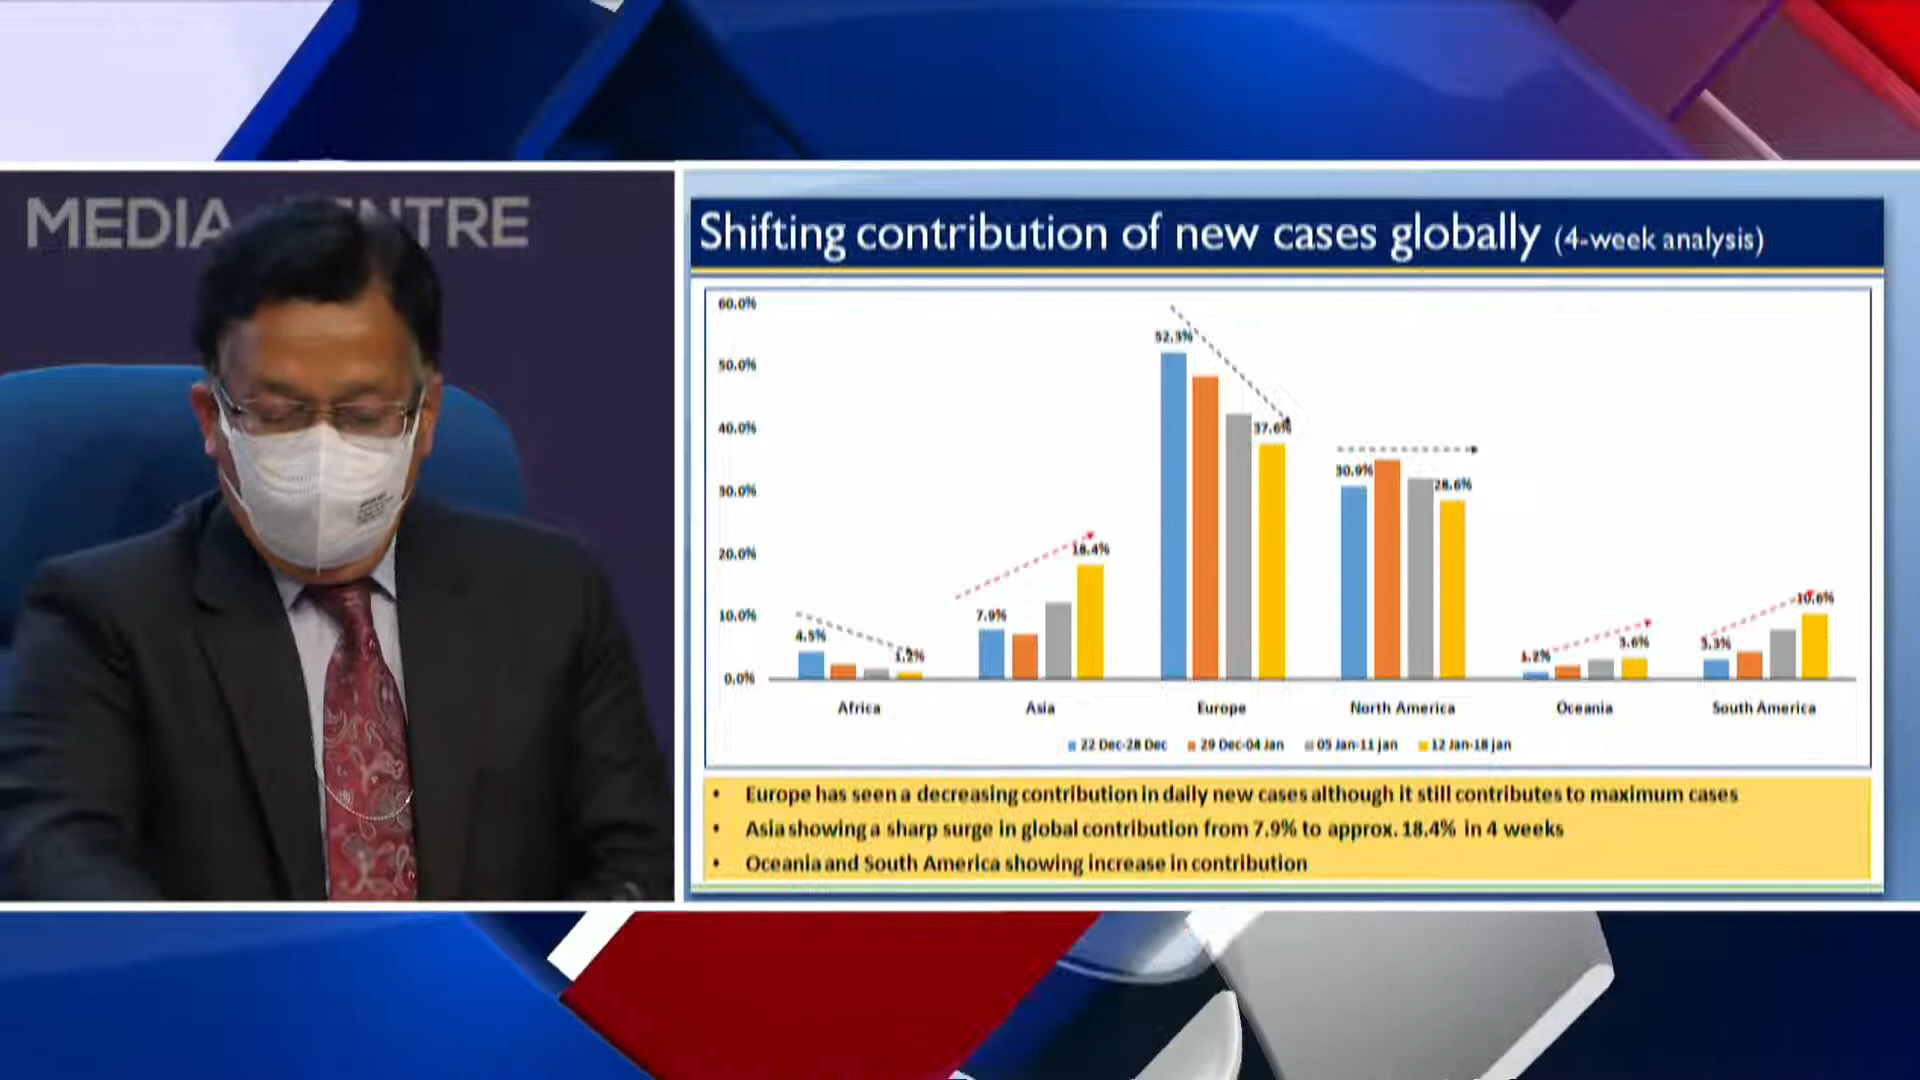 MEDIA ENTRE
Shifting contribution of new cases globally (4-week analysis)
60.0%
50.0%
40.0%
30.0%
20.0%
10.0%
0.0%
4.5%
1.2%
7.9%
18.4%
52.3%
37.6%
30.9%
28.6%
1.2%
3.6%
3.3%
10.6%
Africa
Asia
Europe
North America
Oceania
South America
22 Dec-28 Dec
29 Dec-04 Jan
05 Jan-11 jan
12 Jan-18 jan
• Europe has seen a decreasing contribution in daily new cases although it still contributes to maximum cases
• Asia showing a sharp surge in global contribution from 7.9% to approx. 18.4% in 4 weeks
• Oceania and South America showing increase in contribution